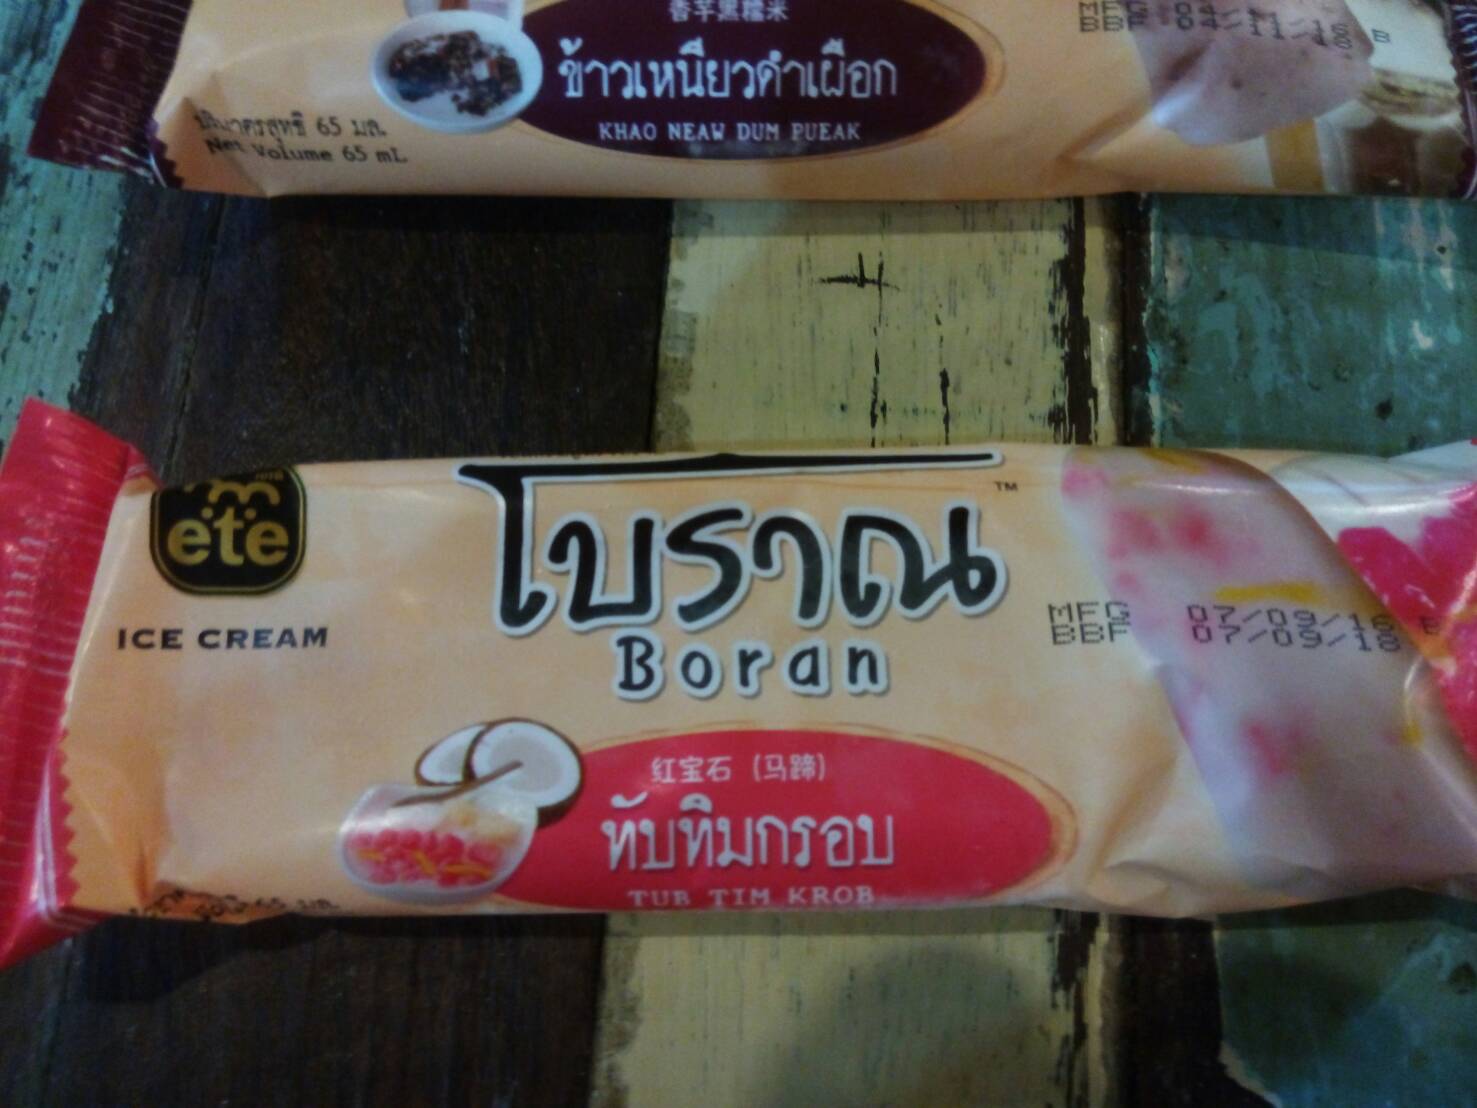 香芋黑糯米
ข้าวเหนียวดำเผือก
KHAO NEAW DUM PUEAK
ปริมาตรสุทธิ 65 มล.
Net Volume 65 mL
ete
ICE CREAM
โบราณ
TM
Boran
MFG 07/09/18
BBF 07/09/18
红宝石 (马蹄)
ทับทิมกรอบ
TUB TIM KROB